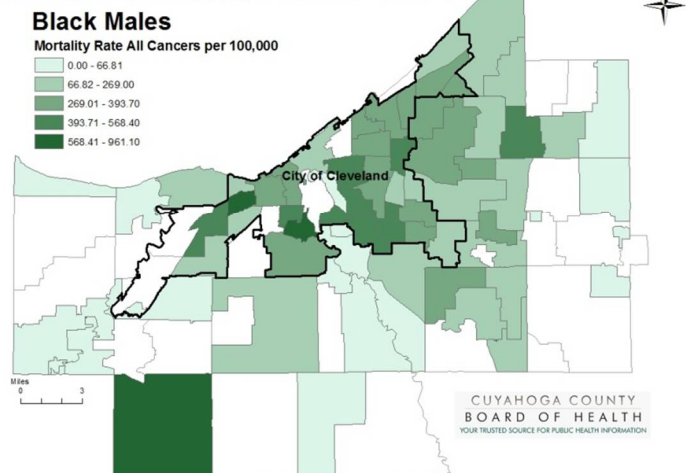 Black Males
Mortality Rate All Cancers per 100,000
0.00 - 66.81
66.82 - 269.00
269.01 - 393.70
393.71 - 568.40
568.41 - 961.10
City of Cleveland
Miles
0 3
CUYAHOGA COUNTY
BOARD OF HEALTH
YOUR TRUSTED SOURCE FOR PUBLIC HEALTH INFORMATION